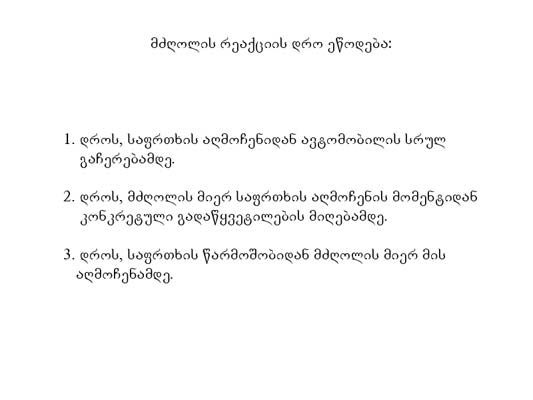 მძღოლის რეაქციის დრო ეწოდება:
1. დროს, საფრთხის აღმოჩენიდან ავტომობილის სრულ
გაჩერებამდე.
2. დროს, მძღოლის მიერ საფრთხის აღმოჩენის მომენტიდან
კონკრეტული გადაწყვეტილების მიღებამდე.
3. დროს, საფრთხის წარმოშობიდან მძღოლის მიერ მის
აღმოჩენამდე.